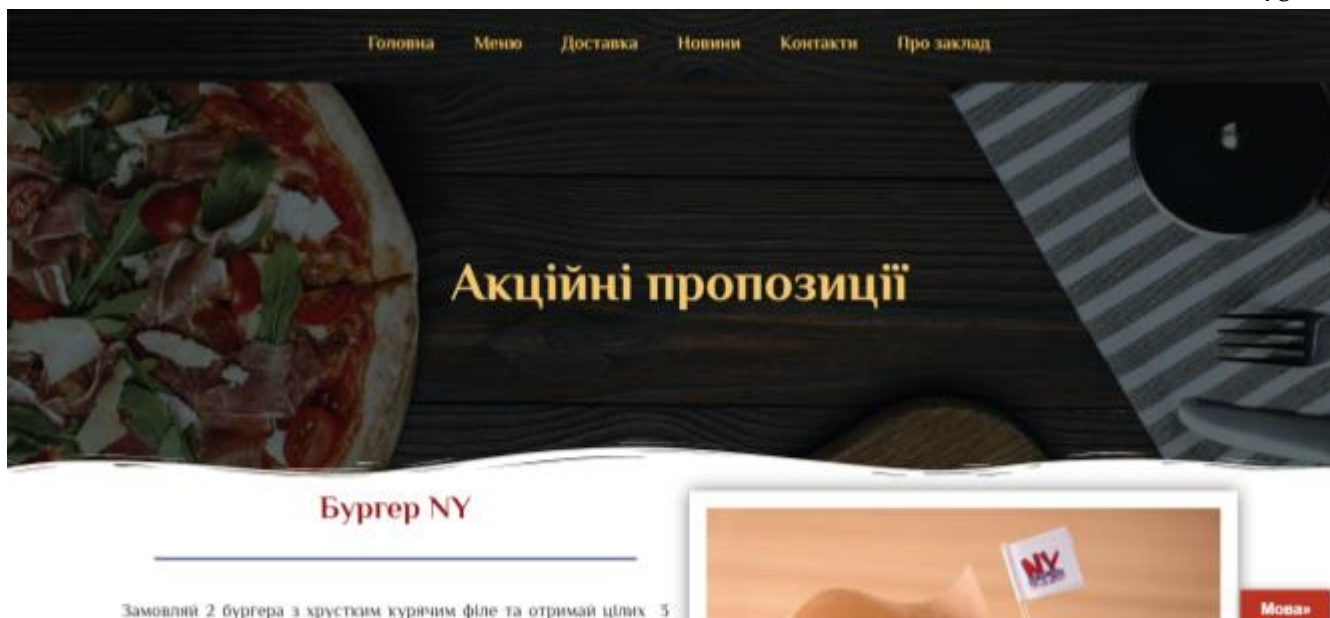 Головна Меню Доставка Новини Контакти Про заклад
Акційні пропозиції
Бургер NY
Замовляй 2 бургера з хрустким курячим філе та отримай цілих 3
NY
Мова»